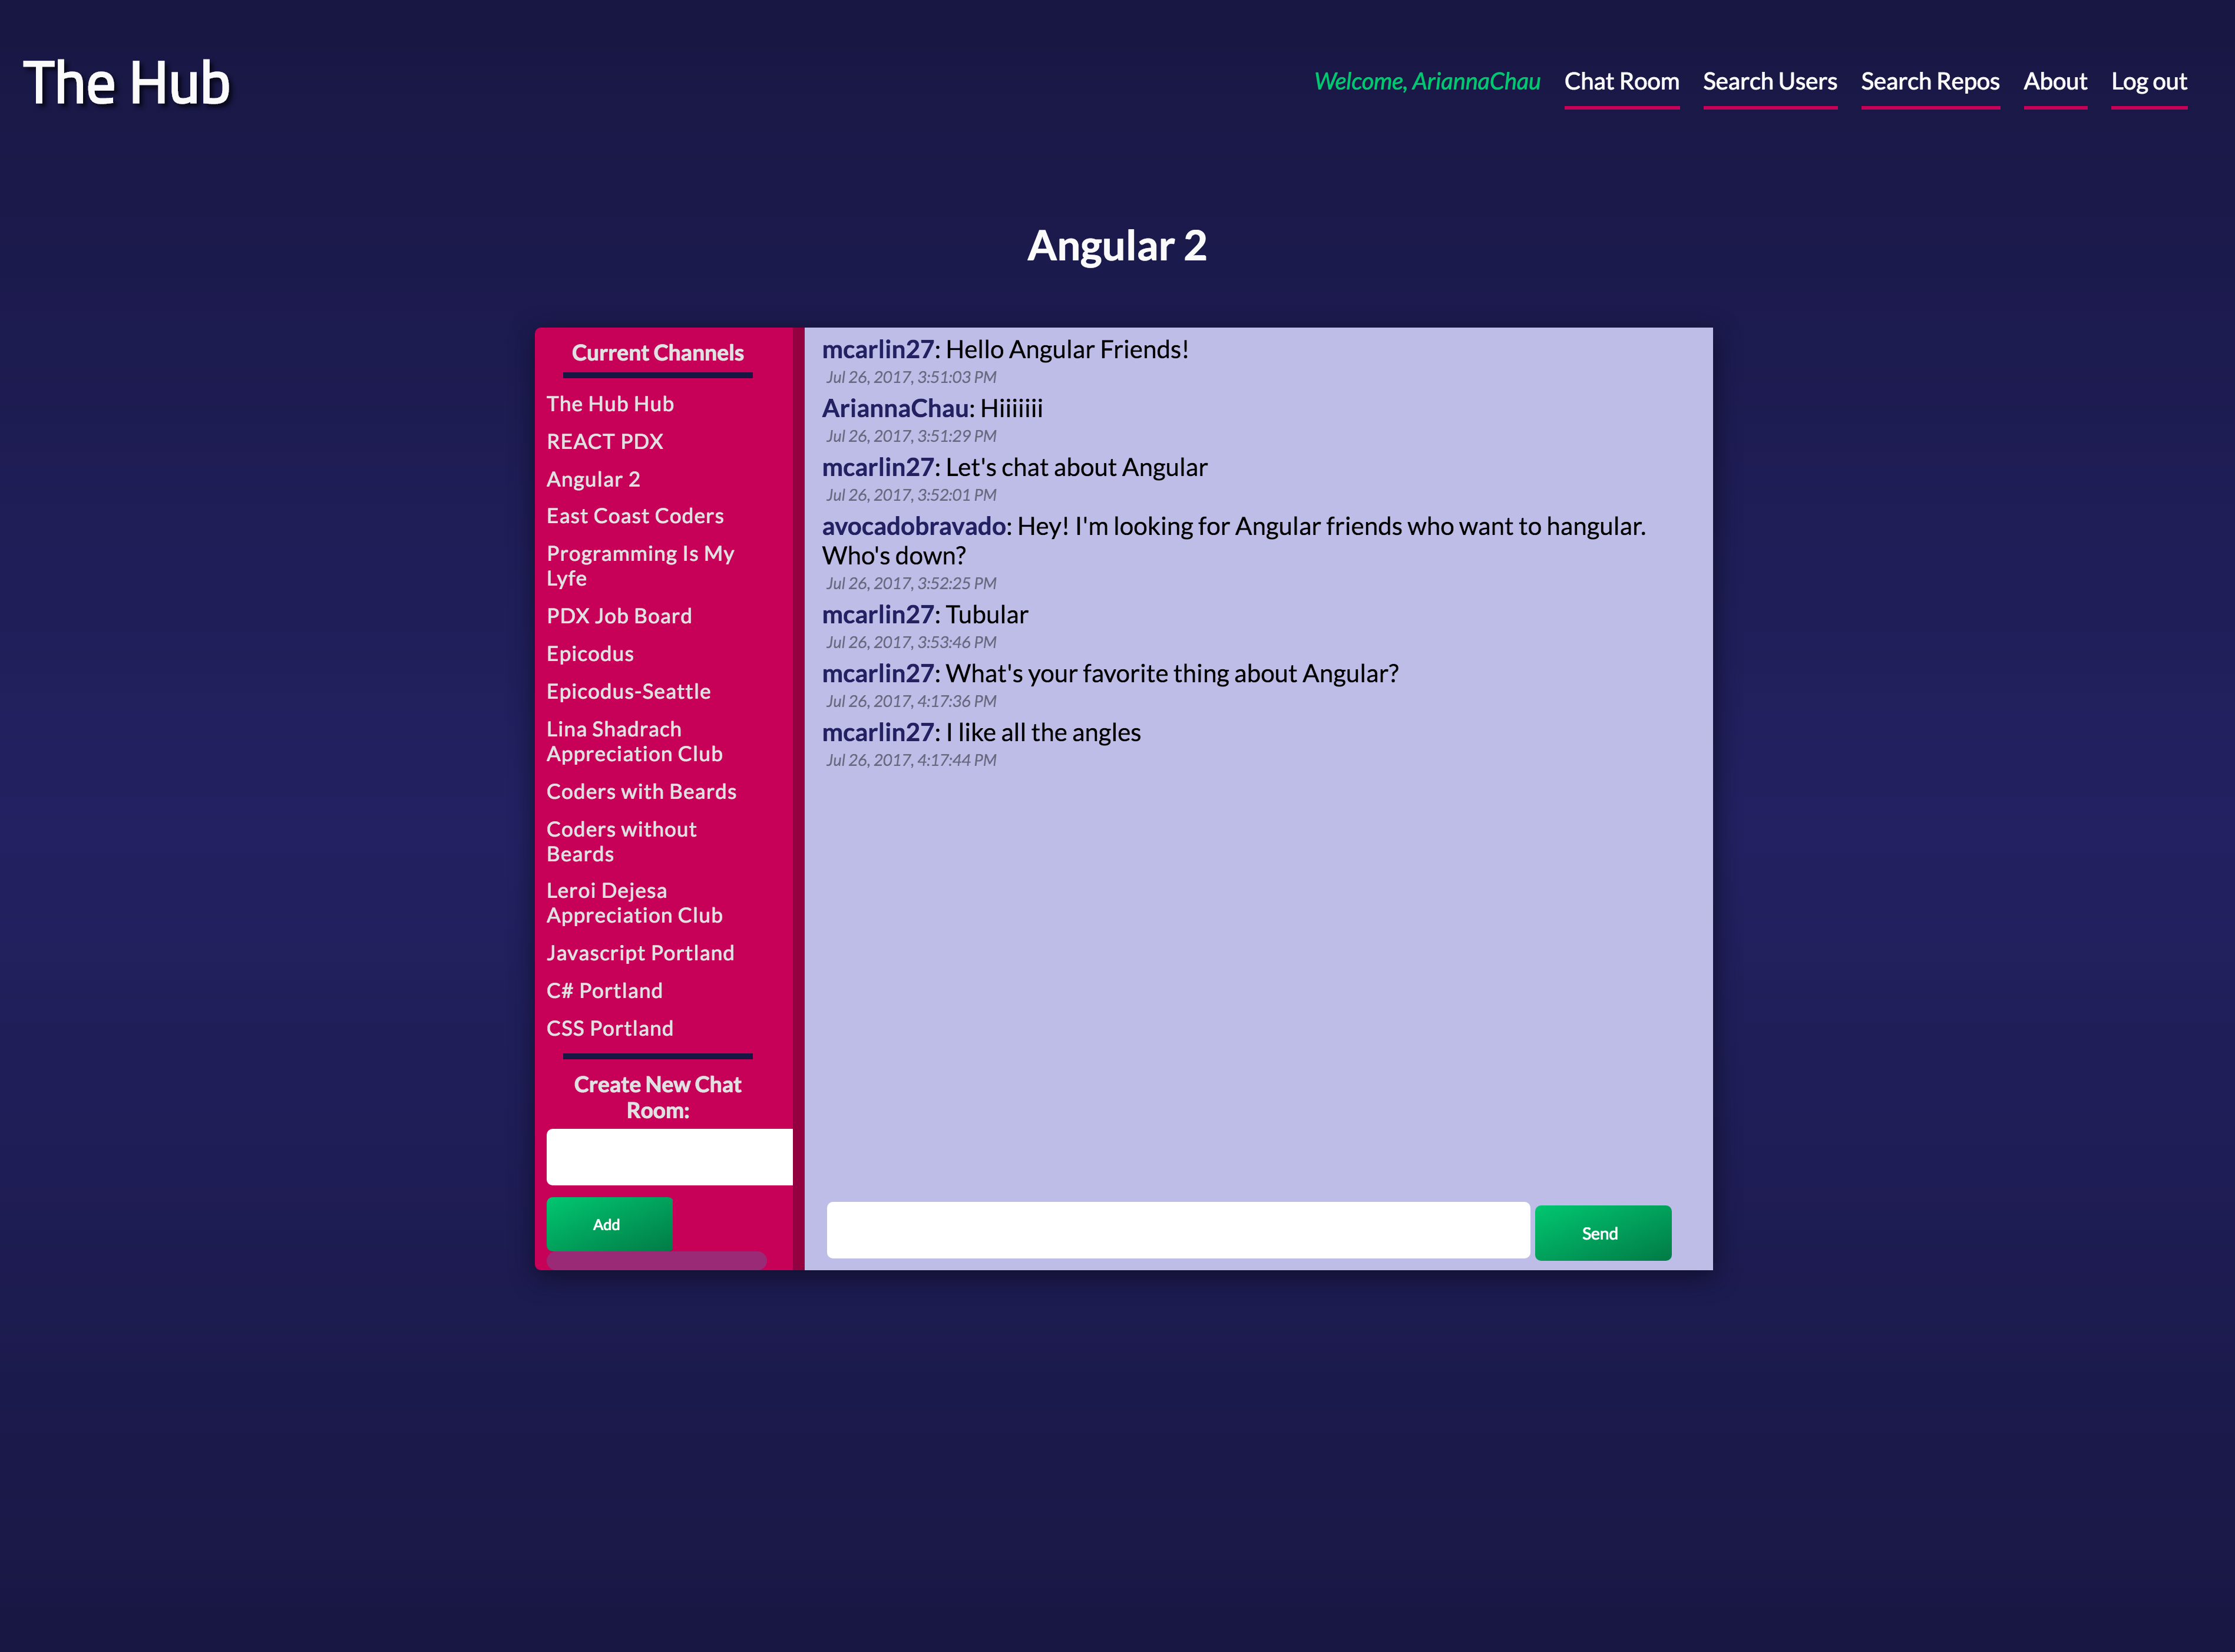 The Hub
Welcome, AriannaChau Chat Room Search Users Search Repos About Log out
Angular 2
Current Channels
The Hub Hub
REACT PDX
Angular 2
East Coast Coders
Programming Is My
Lyfe
PDX Job Board
Epicodus
Epicodus-Seattle
Lina Shadrach
Appreciation Club
Coders with Beards
Coders without
Beards
Leroi Dejesa
Appreciation Club
Javascript Portland
C# Portland
CSS Portland
Create New Chat
Room:
Add
mcarlin27: Hello Angular Friends!
Jul 26, 2017, 3:51:03 PM
AriannaChau: Hiiiiiii
Jul 26, 2017, 3:51:29 PM
mcarlin27: Let's chat about Angular
Jul 26, 2017, 3:52:01 PM
avocadobravado: Hey! I'm looking for Angular friends who want to hangular.
Who's down?
Jul 26, 2017, 3:52:25 PM
mcarlin27: Tubular
Jul 26, 2017, 3:53:46 PM
mcarlin27: What's your favorite thing about Angular?
Jul 26, 2017, 4:17:36 PM
mcarlin27: I like all the angles
Jul 26, 2017, 4:17:44 PM
Send